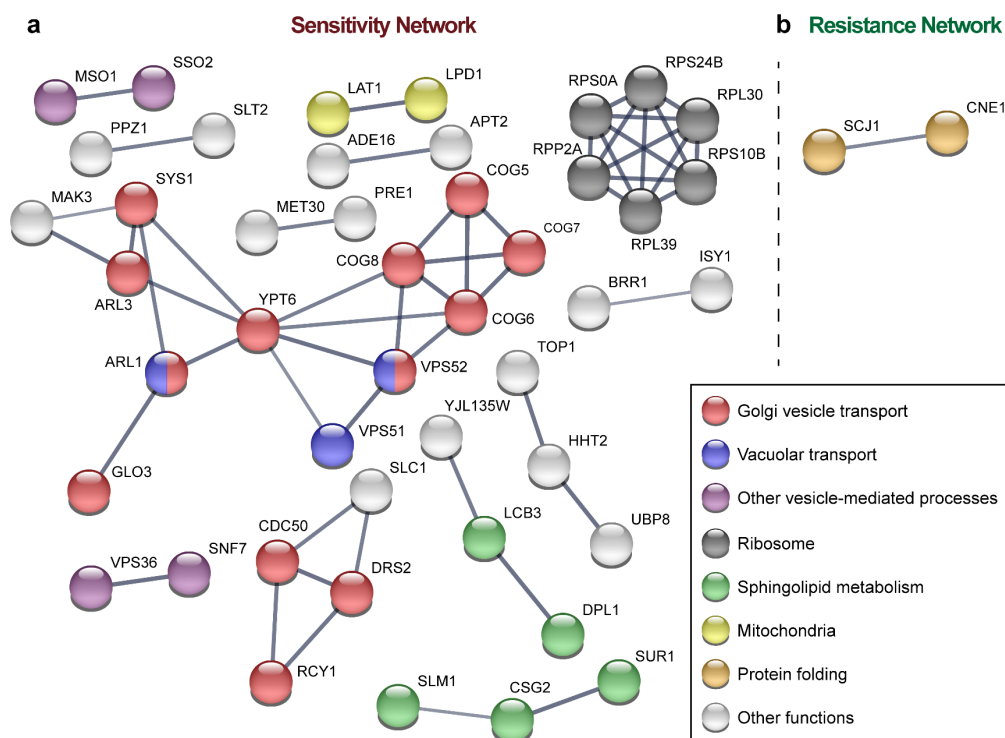 a
Sensitivity Network
b
Resistance Network
MSO1
SSO2
LAT1
LPD1
RPS24B
RPS0A
RPL30
SLT2
PPZ1
ADE16
APT2
RPP2A
RPS10B
SCJ1
CNE1
SYS1
COG5
MAK3
MET30
PRE1
RPL39
COG7
ARL3
YPT6
COG8
BRR1
ISY1
COG6
TOP1
ARL1
VPS52
YJL135W
VPS51
HHT2
GLO3
SLC1
LCB3
UBP8
CDC50
VPS36
SNF7
DRS2
DPL1
RCY1
SLM1
CSG2
SUR1
Golgi vesicle transport
Vacuolar transport
Other vesicle-mediated processes
Ribosome
Sphingolipid metabolism
Mitochondria
Protein folding
Other functions